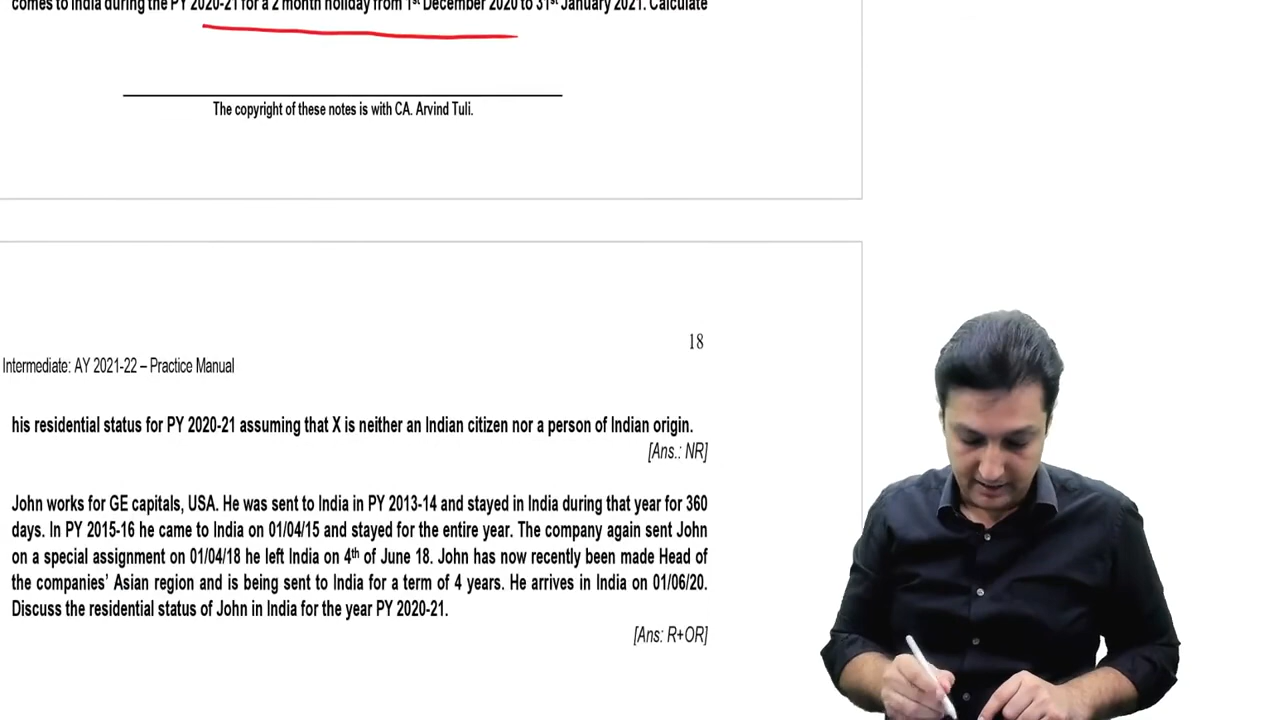 comes to India during the PY 2020-21 for a 2 month holiday from 1st December 2020 to 31st January 2021. Calculate
The copyright of these notes is with CA. Arvind Tuli.
18
Intermediate: AY 2021-22 – Practice Manual
his residential status for PY 2020-21 assuming that X is neither an Indian citizen nor a person of Indian origin.
[Ans.: NR]
John works for GE capitals, USA. He was sent to India in PY 2013-14 and stayed in India during that year for 360
days. In PY 2015-16 he came to India on 01/04/15 and stayed for the entire year. The company again sent John
on a special assignment on 01/04/18 he left India on 4th of June 18. John has now recently been made Head of
the companies' Asian region and is being sent to India for a term of 4 years. He arrives in India on 01/06/20.
Discuss the residential status of John in India for the year PY 2020-21.
[Ans: R+OR]